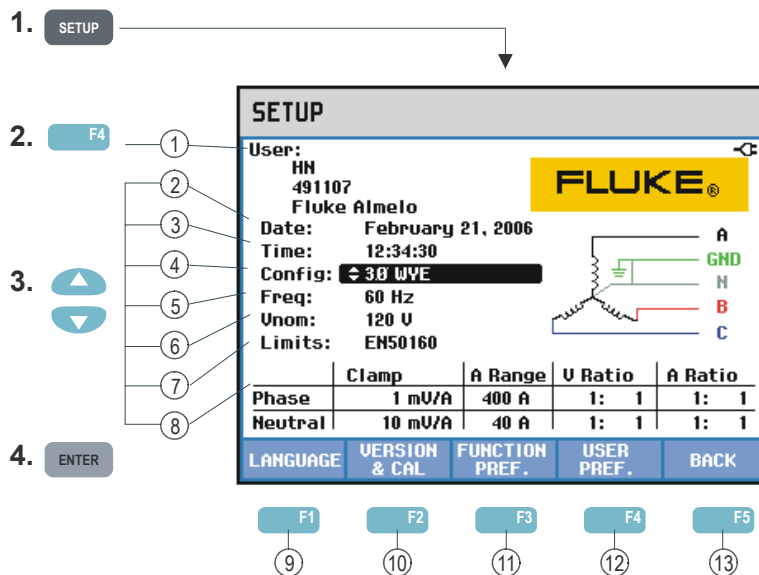 1. SETUP
SETUP
2. F4
1
User:
HN
491107
Fluke Almelo
FLUKE®
2
Date: February 21, 2006
3
Time: 12:34:30
4
Config: 3Ø WYE
3.
5
Freq: 60 Hz
6
Vnom: 120 V
7
Limits: EN50160
A
GND
N
B
C
8
Clamp A Range V Ratio A Ratio
Phase 1 mV/A 400 A 1: 1 1: 1
Neutral 10 mV/A 40 A 1: 1 1: 1
4. ENTER
LANGUAGE VERSION & CAL FUNCTION PREF. USER PREF. BACK
F1 F2 F3 F4 F5
9 10 11 12 13